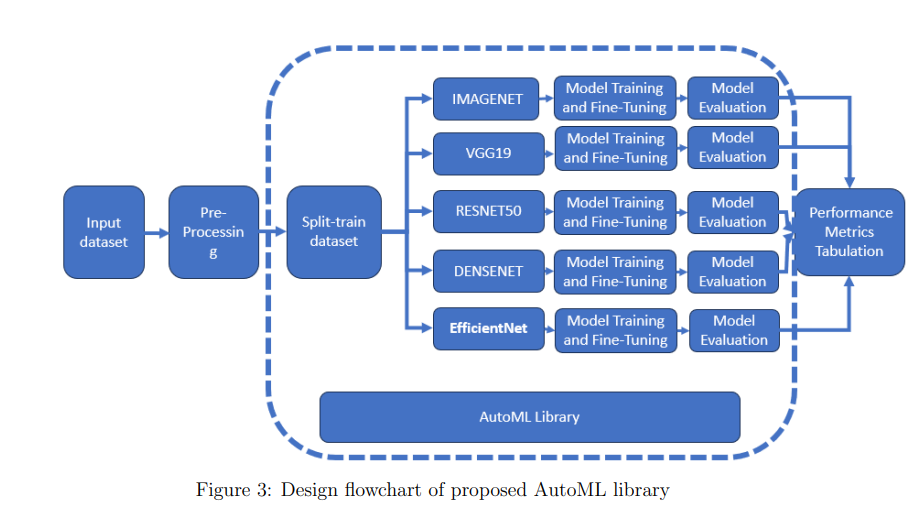 Input
dataset
Pre-
Processin
g
Split-train
dataset
IMAGENET
Model Training
and Fine-Tuning
Model
Evaluation
VGG19
Model Training
and Fine-Tuning
Model
Evaluation
RESNET50
Model Training
and Fine-Tuning
Model
Evaluation
DENSENET
Model Training
and Fine-Tuning
Model
Evaluation
EfficientNet
Model Training
and Fine-Tuning
Model
Evaluation
Performance
Metrics
Tabulation
AutoML Library
Figure 3: Design flowchart of proposed AutoML library